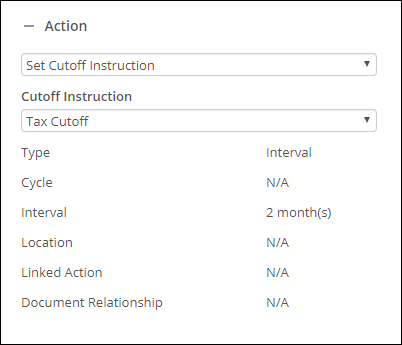 Action
Set Cutoff Instruction
Cutoff Instruction
Tax Cutoff
Type Interval
Cycle N/A
Interval 2 month(s)
Location N/A
Linked Action N/A
Document Relationship N/A